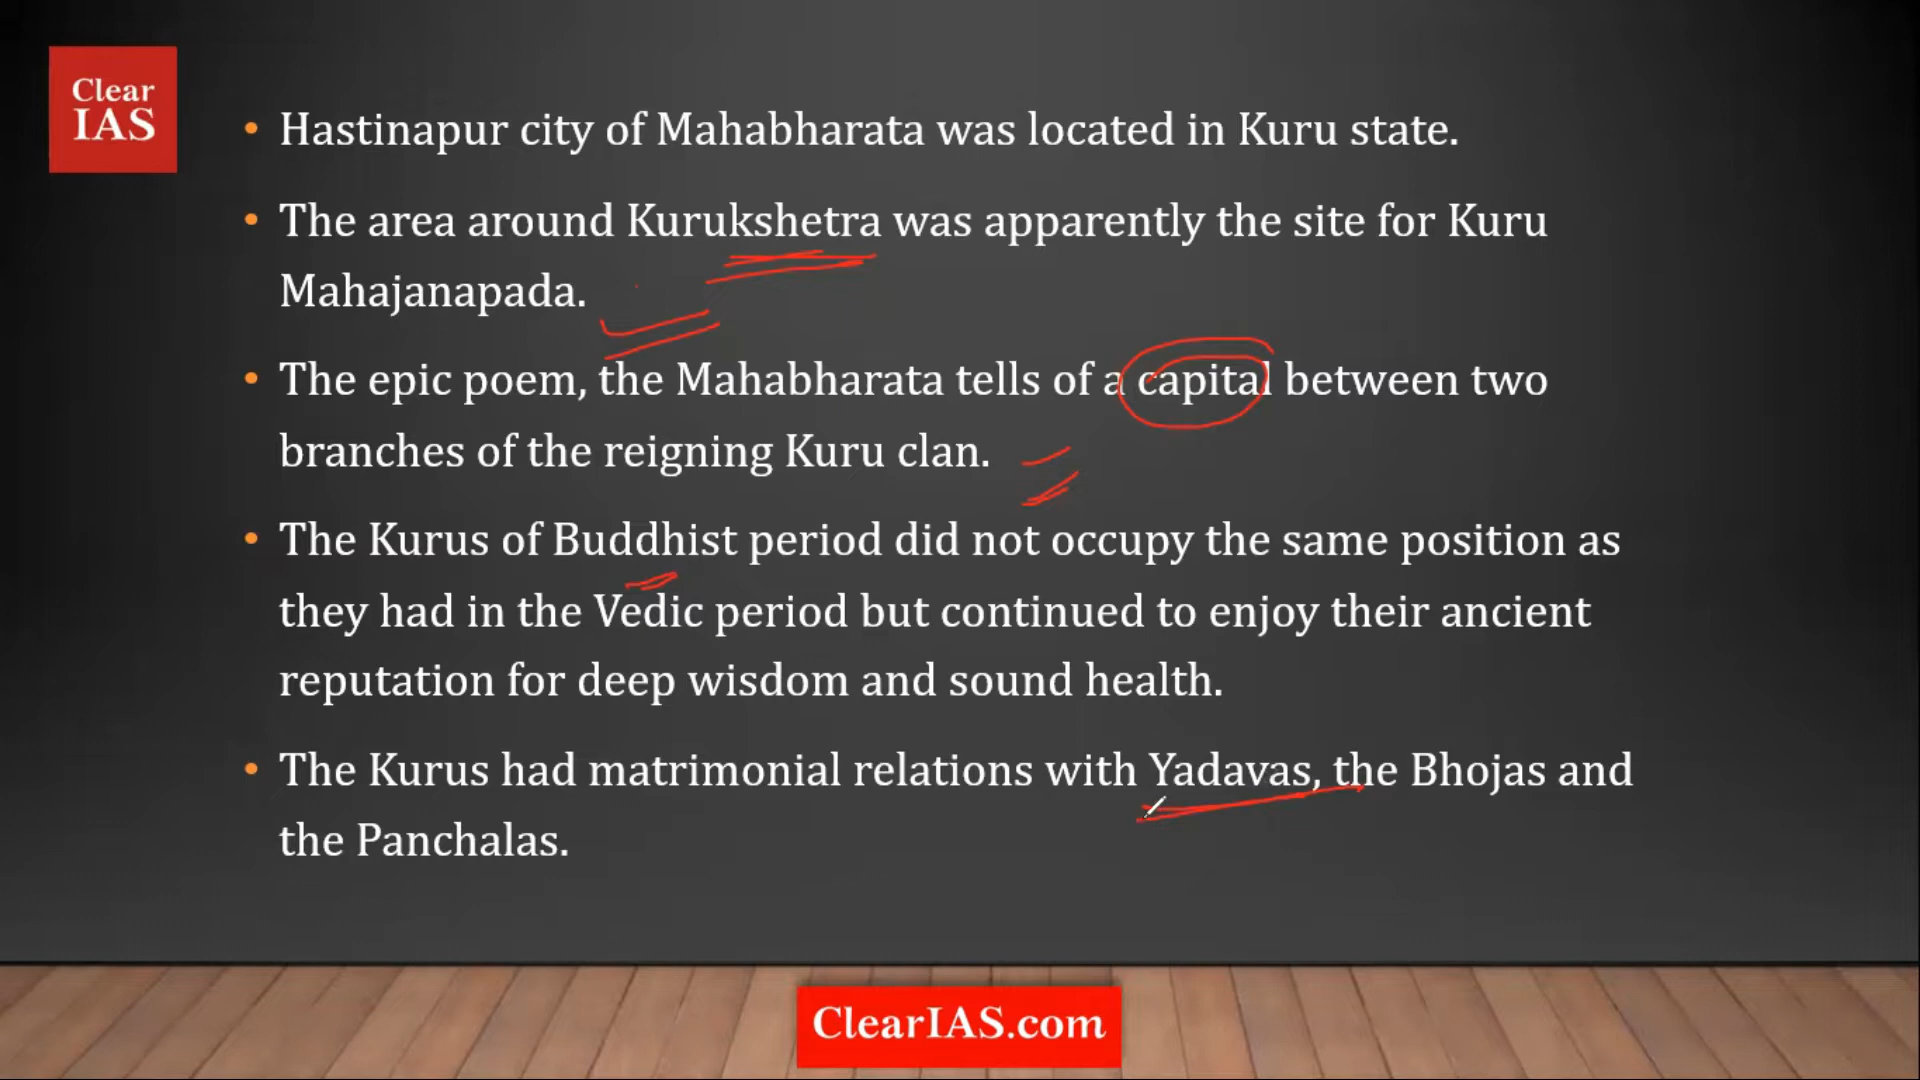 Clear
IAS
Hastinapur city of Mahabharata was located in Kuru state.
The area around Kurukshetra was apparently the site for Kuru
Mahajanapada.
The epic poem, the Mahabharata tells of a capital between two
branches of the reigning Kuru clan.
The Kurus of Buddhist period did not occupy the same position as
they had in the Vedic period but continued to enjoy their ancient
reputation for deep wisdom and sound health.
The Kurus had matrimonial relations with Yadavas, the Bhojas and
the Panchalas.
ClearIAS.com